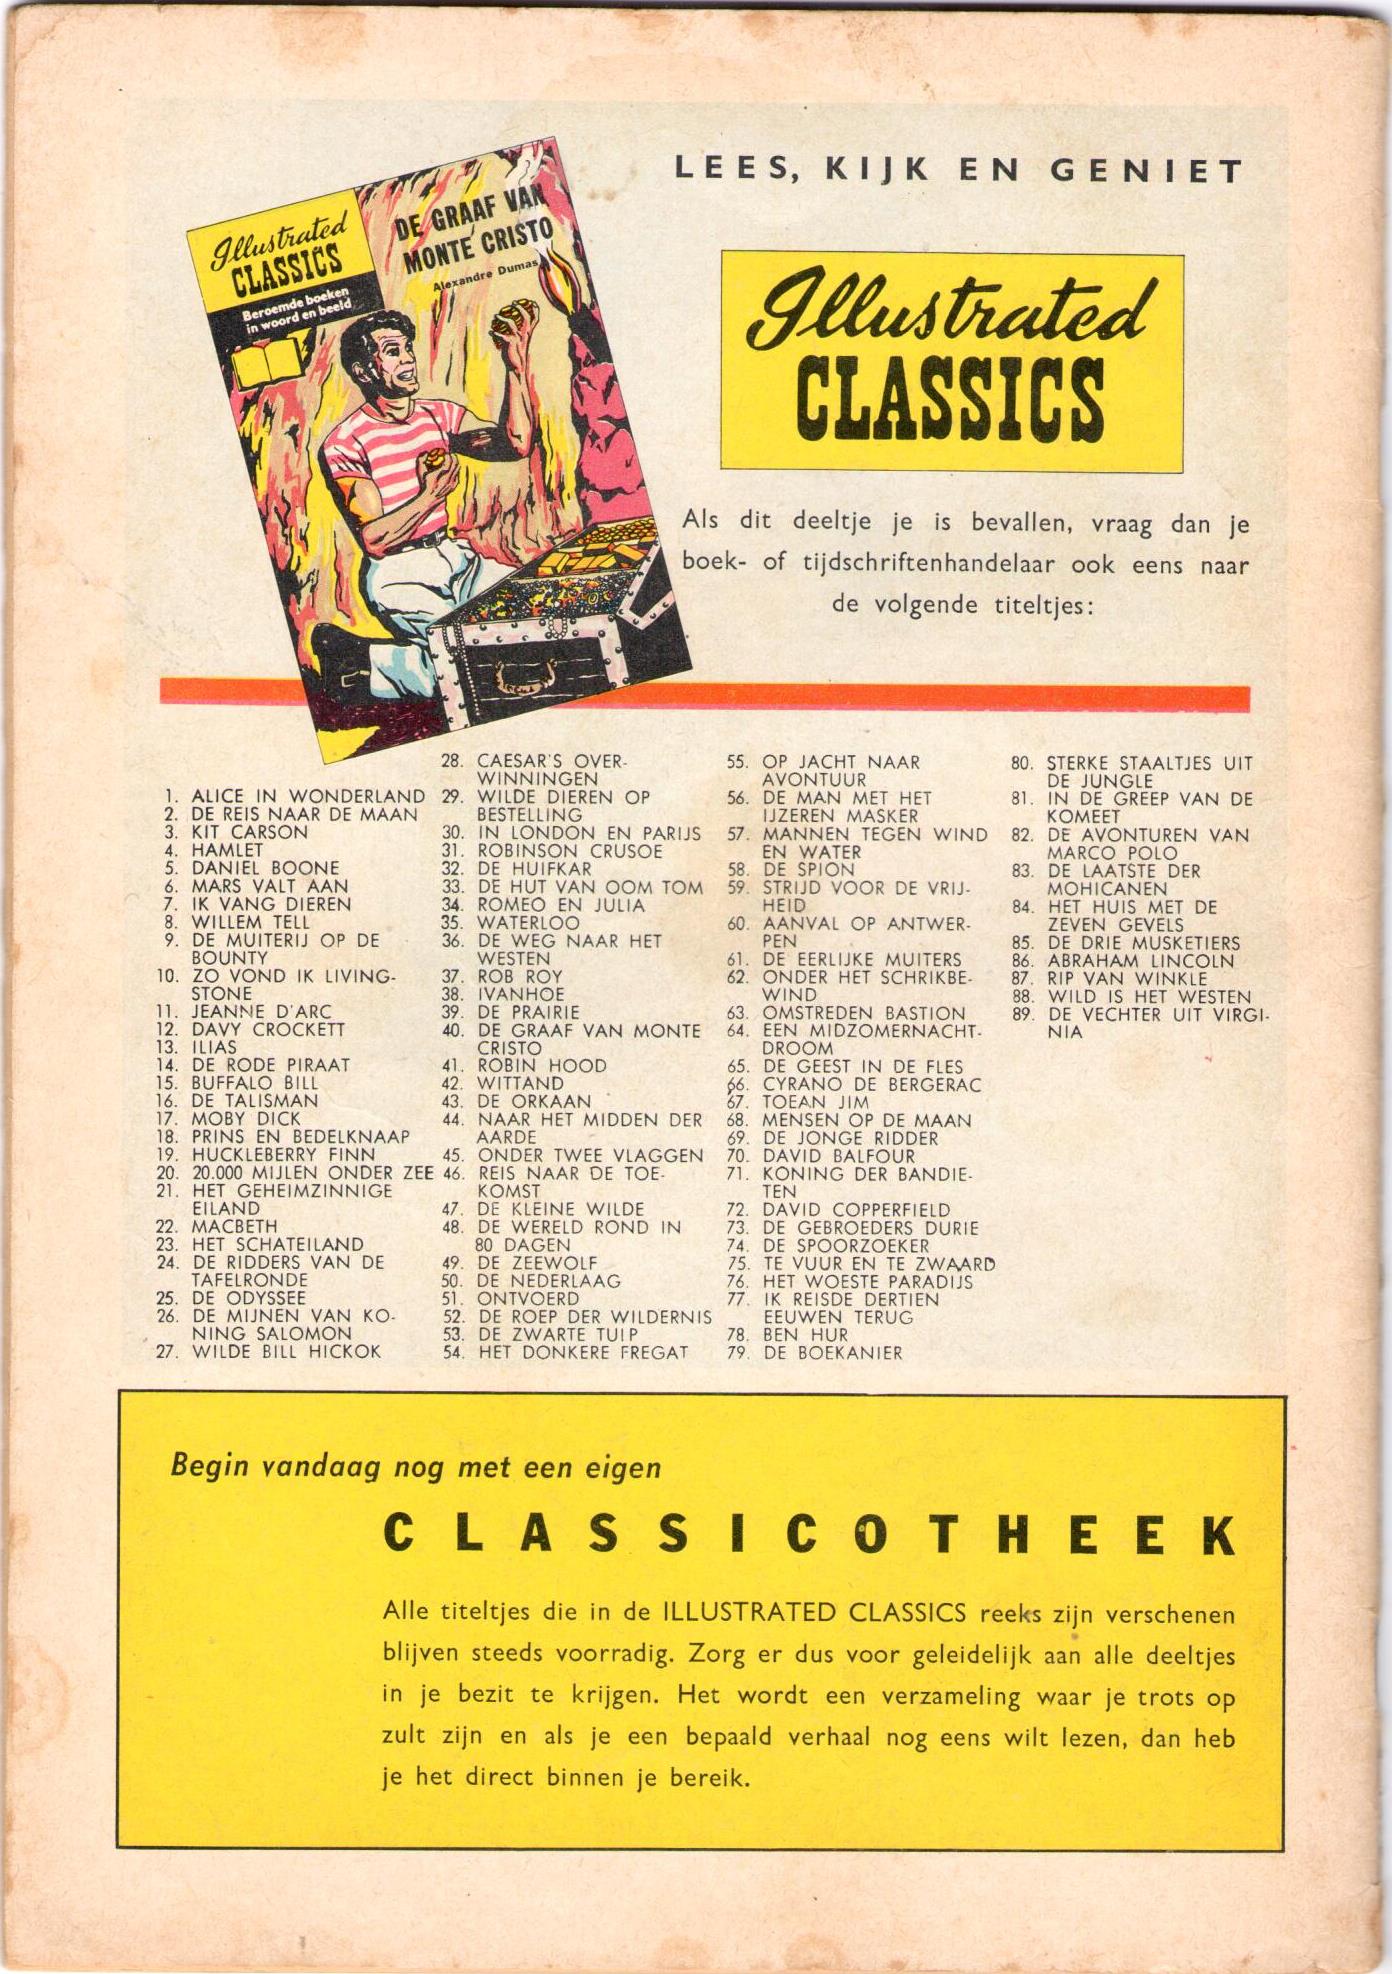 LEES, KIJK EN GENIET
Illustrated
CLASSICS
Beroemde boeken
in woord en beeld
DE GRAAF VAN
MONTE CRISTO
Alexandre Dumas
Illustrated
CLASSICS
Als dit deeltje je is bevallen, vraag dan je
boek- of tijdschriftenhandelaar ook eens naar
de volgende titeltjes:
1. ALICE IN WONDERLAND
2. DE REIS NAAR DE MAAN
3. KIT CARSON
4. HAMLET
5. DANIEL BOONE
6. MARS VALT AAN
7. IK VANG DIEREN
8. WILLEM TELL
9. DE MUITERIJ OP DE
BOUNTY
10. ZO VOND IK LIVING-
STONE
11. JEANNE D'ARC
12. DAVY CROCKETT
13. ILIAS
14. DE RODE PIRAAT
15. BUFFALO BILL
16. DE TALISMAN
17. MOBY DICK
18. PRINS EN BEDELKNAAP
19. HUCKLEBERRY FINN
20. 20.000 MIJLEN ONDER ZEE
21. HET GEHEIMZINNIGE
EILAND
22. MACBETH
23. HET SCHATEILAND
24. DE RIDDERS VAN DE
TAFELRONDE
25. DE ODYSSEE
26. DE MIJNEN VAN KO-
NING SALOMON
27. WILDE BILL HICKOK
28. CAESAR'S OVER-
WINNINGEN
29. WILDE DIEREN OP
BESTELLING
30. IN LONDON EN PARIJS
31. ROBINSON CRUSOE
32. DE HUIFKAR
33. DE HUT VAN OOM TOM
34. ROMEO EN JULIA
35. WATERLOO
36. DE WEG NAAR HET
WESTEN
37. ROB ROY
38. IVANHOE
39. DE PRAIRIE
40. DE GRAAF VAN MONTE
CRISTO
41. ROBIN HOOD
42. WITTAND
43. DE ORKAAN
44. NAAR HET MIDDEN DER
AARDE
45. ONDER TWEE VLAGGEN
46. REIS NAAR DE TOE-
KOMST
47. DE KLEINE WILDE
48. DE WERELD ROND IN
80 DAGEN
49. DE ZEEWOLF
50. DE NEDERLAAG
51. ONTVOERD
52. DE ROEP DER WILDERNIS
53. DE ZWARTE TUIP
54. HET DONKERE FREGAT
55. OP JACHT NAAR
AVONTUUR
56. DE MAN MET HET
IJZEREN MASKER
57. MANNEN TEGEN WIND
EN WATER
58. DE SPION
59. STRIJD VOOR DE VRIJ-
HEID
60. AANVAL OP ANTWER-
PEN
61. DE EERLIJKE MUITERS
62. ONDER HET SCHRIKBE-
WIND
63. OMSTREDEN BASTION
64. EEN MIDZOMERNACHT-
DROOM
65. DE GEEST IN DE FLES
66. CYRANO DE BERGERAC
67. TOEAN JIM
68. MENSEN OP DE MAAN
69. DE JONGE RIDDER
70. DAVID BALFOUR
71. KONING DER BANDIE-
TEN
72. DAVID COPPERFIELD
73. DE GEBROEDERS DURIE
74. DE SPOORZOEKER
75. TE VUUR EN TE ZWAARD
76. HET WOESTE PARADIJS
77. IK REISDE DERTIEN
EEUWEN TERUG
78. BEN HUR
79. DE BOEKANIER
80. STERKE STAALTJES UIT
DE JUNGLE
81. IN DE GREEP VAN DE
KOMEET
82. DE AVONTUREN VAN
MARCO POLO
83. DE LAATSTE DER
MOHICANEN
84. HET HUIS MET DE
ZEVEN GEVELS
85. DE DRIE MUSKETIERS
86. ABRAHAM LINCOLN
87. RIP VAN WINKLE
88. WILD IS HET WESTEN
89. DE VECHTER UIT VIRGI-
NIA
Begin vandaag nog met een eigen
CLASSICOTHEEK
Alle titeltjes die in de ILLUSTRATED CLASSICS reeks zijn verschenen
blijven steeds voorradig. Zorg er dus voor geleidelijk aan alle deeltjes
in je bezit te krijgen. Het wordt een verzameling waar je trots op
zult zijn en als je een bepaald verhaal nog eens wilt lezen, dan heb
je het direct binnen je bereik.